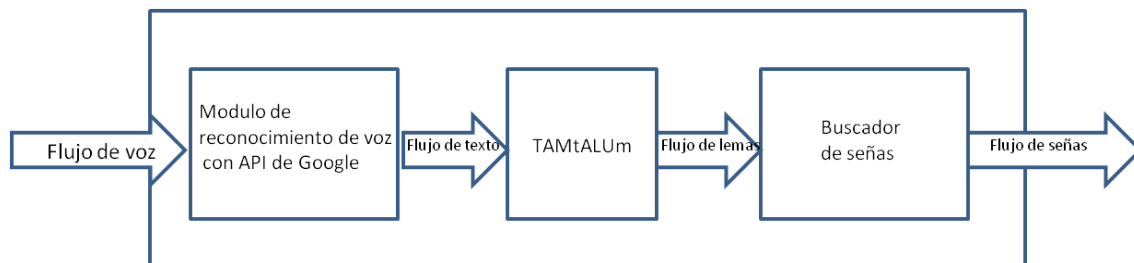 Flujo de voz
Modulo de
reconocimiento de voz
con API de Google
Flujo de texto
TAMtALUm
Flujo de lemas
Buscador
de señas
Flujo de señas